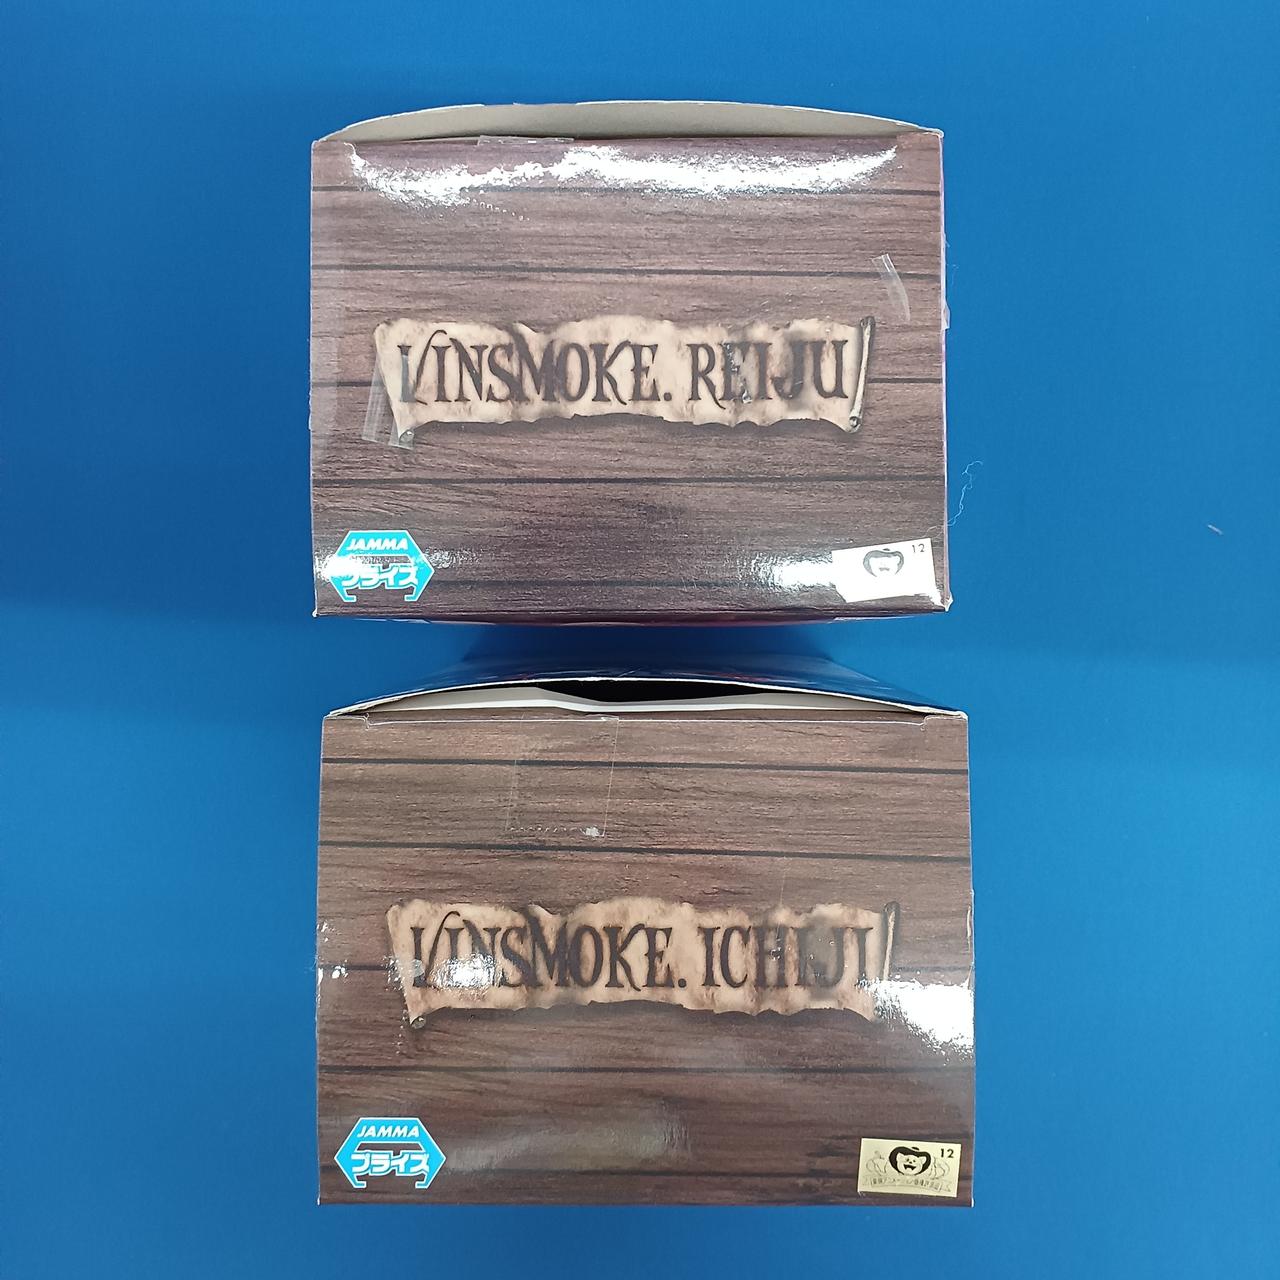 VINSMOKE. REIJU
JAMMA
プライズ
12
VINSMOKE. ICHIJI
JAMMA
プライズ
12